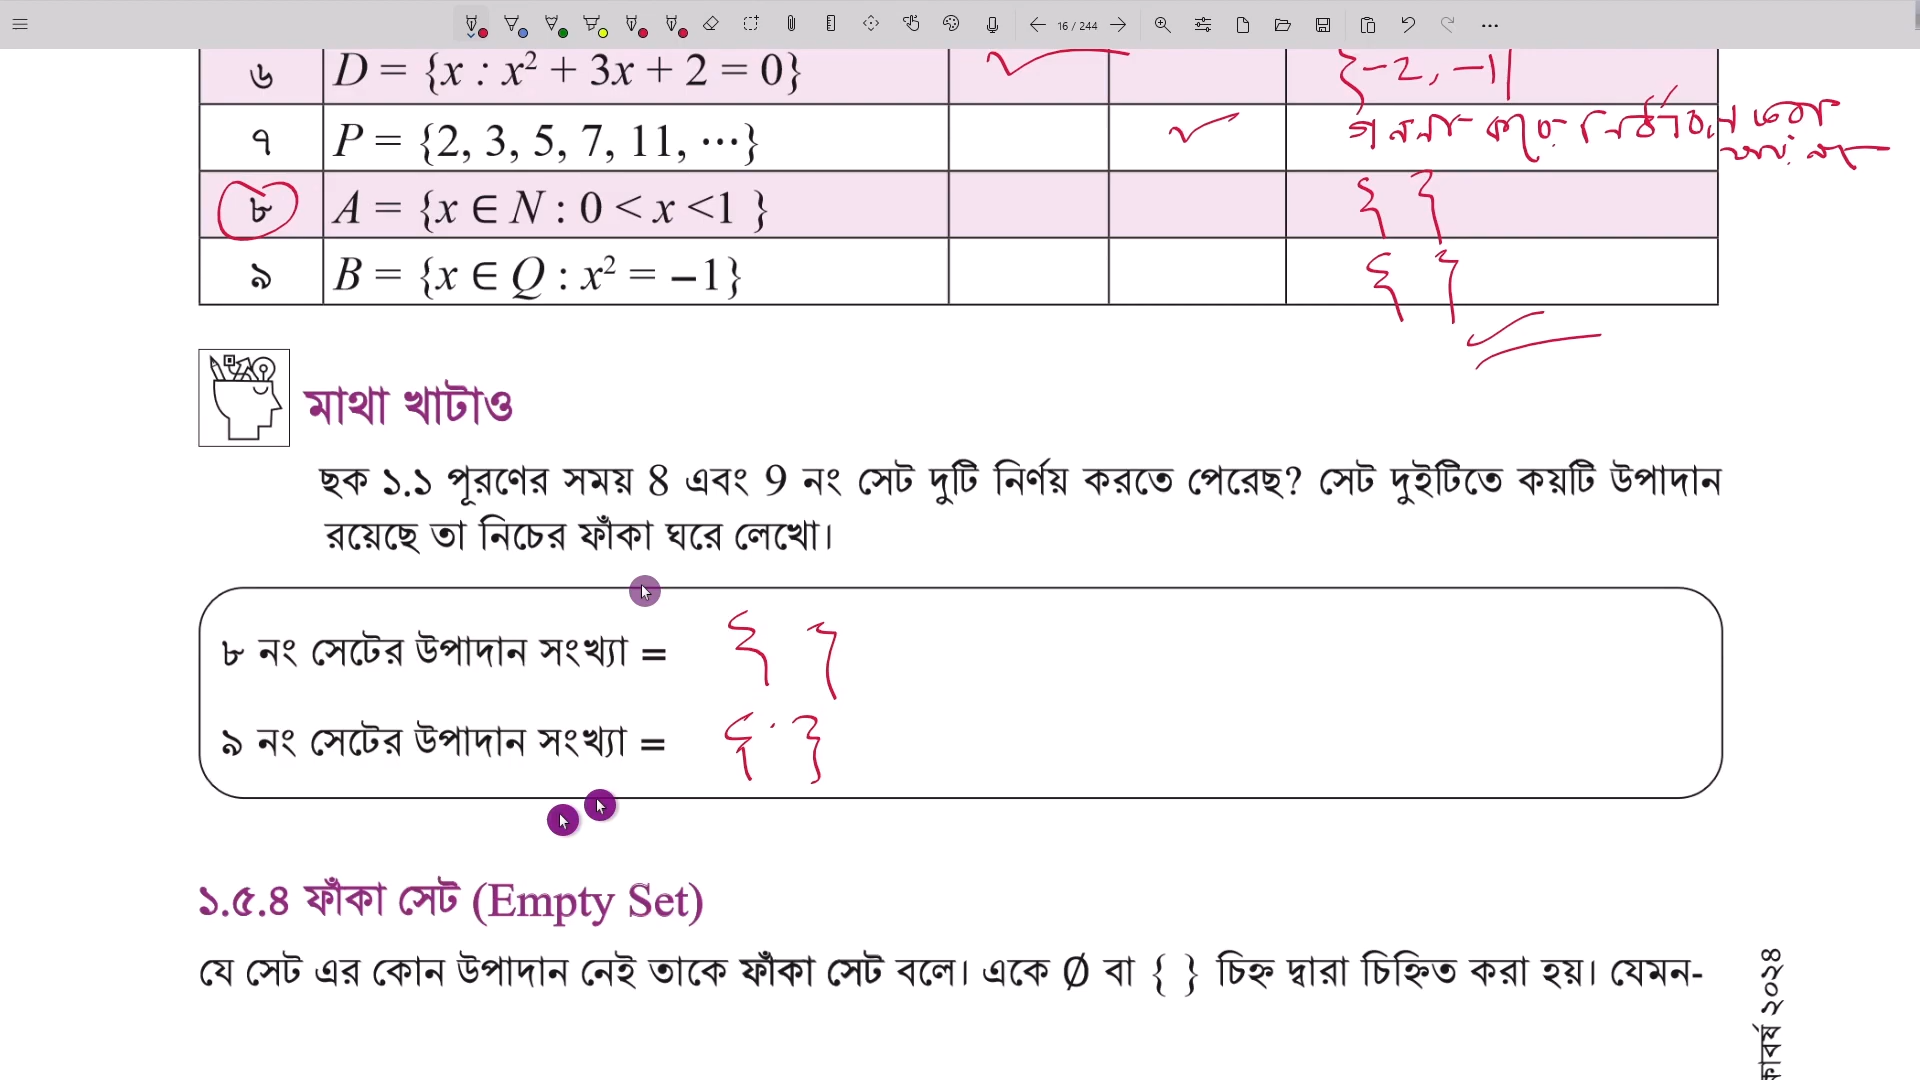 16 / 244
৬ D = {x : x² + 3x + 2 = 0} {-2, -1}
৭ P = {2, 3, 5, 7, 11, ⋯}
৮ A = {x ∈ N : 0 < x <1 } { }
৯ B = {x ∈ Q : x² = –1} { }
মাথা খাটাও
ছক ১.১ পূরণের সময় 8 এবং 9 নং সেট দুটি নির্ণয় করতে পেরেছ? সেট দুইটিতে কয়টি উপাদান
রয়েছে তা নিচের ফাঁকা ঘরে লেখো।
৮ নং সেটের উপাদান সংখ্যা = { }
৯ নং সেটের উপাদান সংখ্যা = { }
১.৫.৪ ফাঁকা সেট (Empty Set)
যে সেট এর কোন উপাদান নেই তাকে ফাঁকা সেট বলে। একে Ø বা { } চিহ্ন দ্বারা চিহ্নিত করা হয়। যেমন-
২০২৪